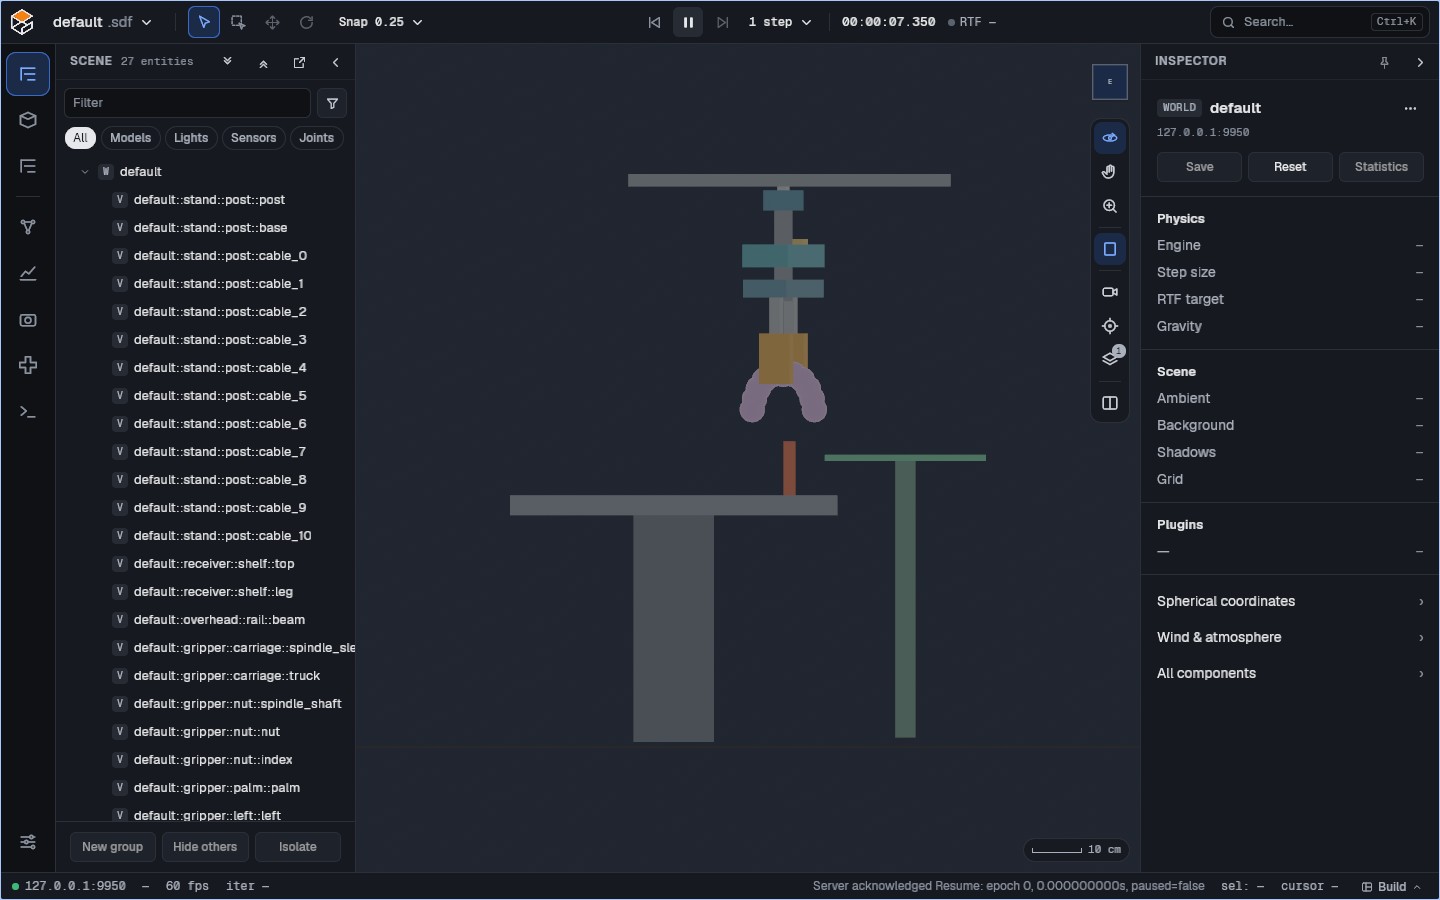 default .sdf
Snap 0.25
1 step
00:00:07.350
RTF –
Search...
Ctrl+K
SCENE 27 entities
Filter
All
Models
Lights
Sensors
Joints
W default
V default::stand::post::post
V default::stand::post::base
V default::stand::post::cable_0
V default::stand::post::cable_1
V default::stand::post::cable_2
V default::stand::post::cable_3
V default::stand::post::cable_4
V default::stand::post::cable_5
V default::stand::post::cable_6
V default::stand::post::cable_7
V default::stand::post::cable_8
V default::stand::post::cable_9
V default::stand::post::cable_10
V default::receiver::shelf::top
V default::receiver::shelf::leg
V default::overhead::rail::beam
V default::gripper::carriage::spindle_sle
V default::gripper::carriage::truck
V default::gripper::nut::spindle_shaft
V default::gripper::nut::nut
V default::gripper::nut::index
V default::gripper::palm::palm
V default::gripper::left::left
New group
Hide others
Isolate
E
1
10 cm
INSPECTOR
WORLD default
127.0.0.1:9950
Save
Reset
Statistics
Physics
Engine –
Step size –
RTF target –
Gravity –
Scene
Ambient –
Background –
Shadows –
Grid –
Plugins
— –
Spherical coordinates
Wind & atmosphere
All components
127.0.0.1:9950 – 60 fps iter –
Server acknowledged Resume: epoch 0, 0.000000000s, paused=false
sel: –
cursor –
Build